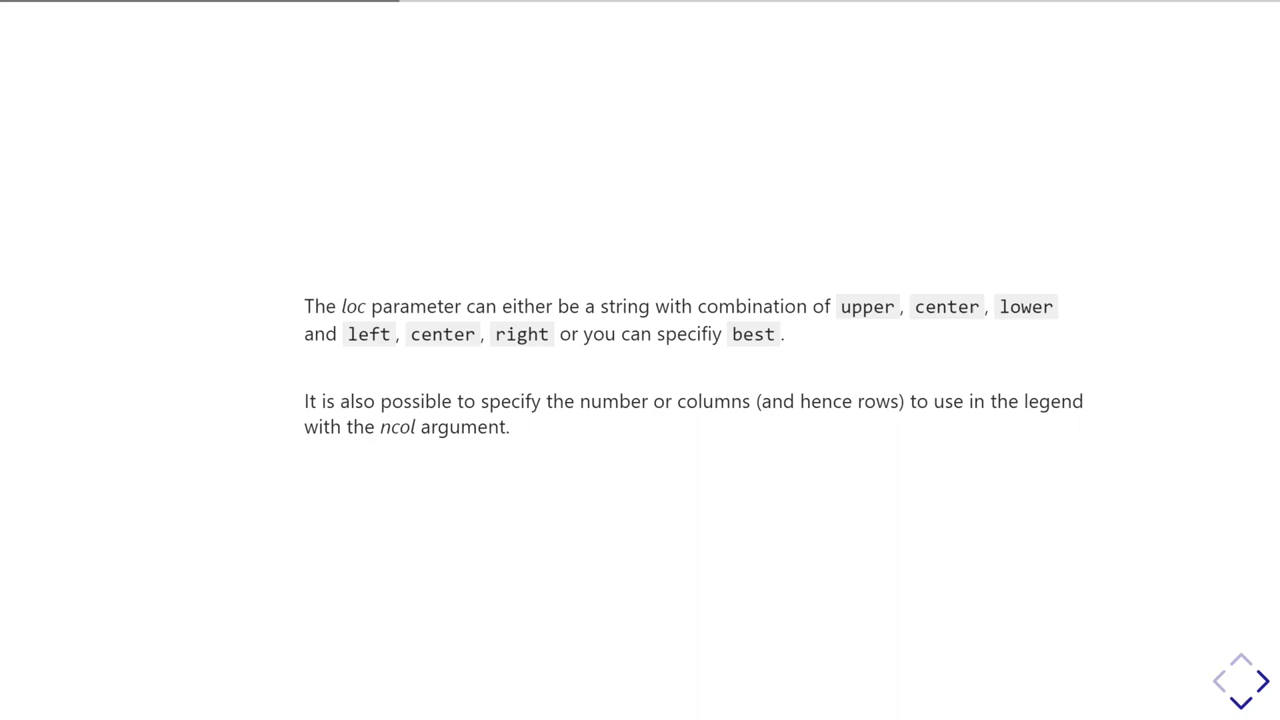 The loc parameter can either be a string with combination of upper, center, lower
and left, center, right or you can specifiy best.
It is also possible to specify the number or columns (and hence rows) to use in the legend
with the ncol argument.